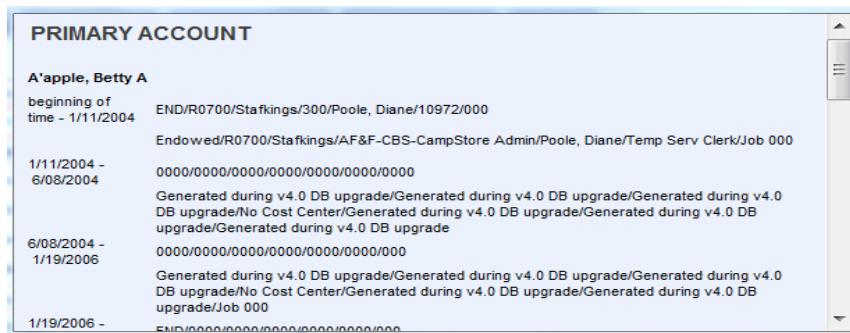 PRIMARY ACCOUNT
A'apple, Betty A
beginning of
time - 1/11/2004
END/R0700/Stafkings/300/Poole, Diane/10972/000
Endowed/R0700/Stafkings/AF&F-CBS-CampStore Admin/Poole, Diane/Temp Serv Clerk/Job 000
1/11/2004 -
6/08/2004
0000/0000/0000/0000/0000/0000/0000
Generated during v4.0 DB upgrade/Generated during v4.0 DB upgrade/Generated during v4.0
DB upgrade/No Cost Center/Generated during v4.0 DB upgrade/Generated during v4.0 DB
upgrade/Generated during v4.0 DB upgrade
6/08/2004 -
1/19/2006
0000/0000/0000/0000/0000/0000/000
Generated during v4.0 DB upgrade/Generated during v4.0 DB upgrade/Generated during v4.0
DB upgrade/No Cost Center/Generated during v4.0 DB upgrade/Generated during v4.0 DB
upgrade/Job 000
1/19/2006 -
END/0000/0000/0000/0000/0000/000